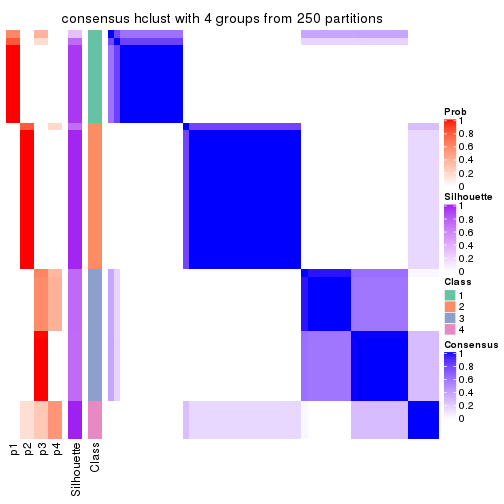 consensus hclust with 4 groups from 250 partitions
Prob
1
0.8
0.6
0.4
0.2
0
Silhouette
1
0.8
0.6
0.4
0.2
0
Class
1
2
3
4
Consensus
1
0.8
0.6
0.4
0.2
0
p1
p2
p3
p4
Silhouette
Class